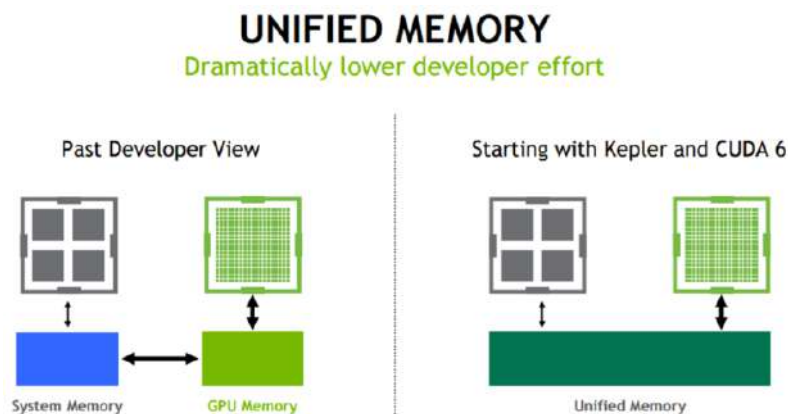 UNIFIED MEMORY
Dramatically lower developer effort
Past Developer View
Starting with Kepler and CUDA 6
System Memory
GPU Memory
Unified Memory